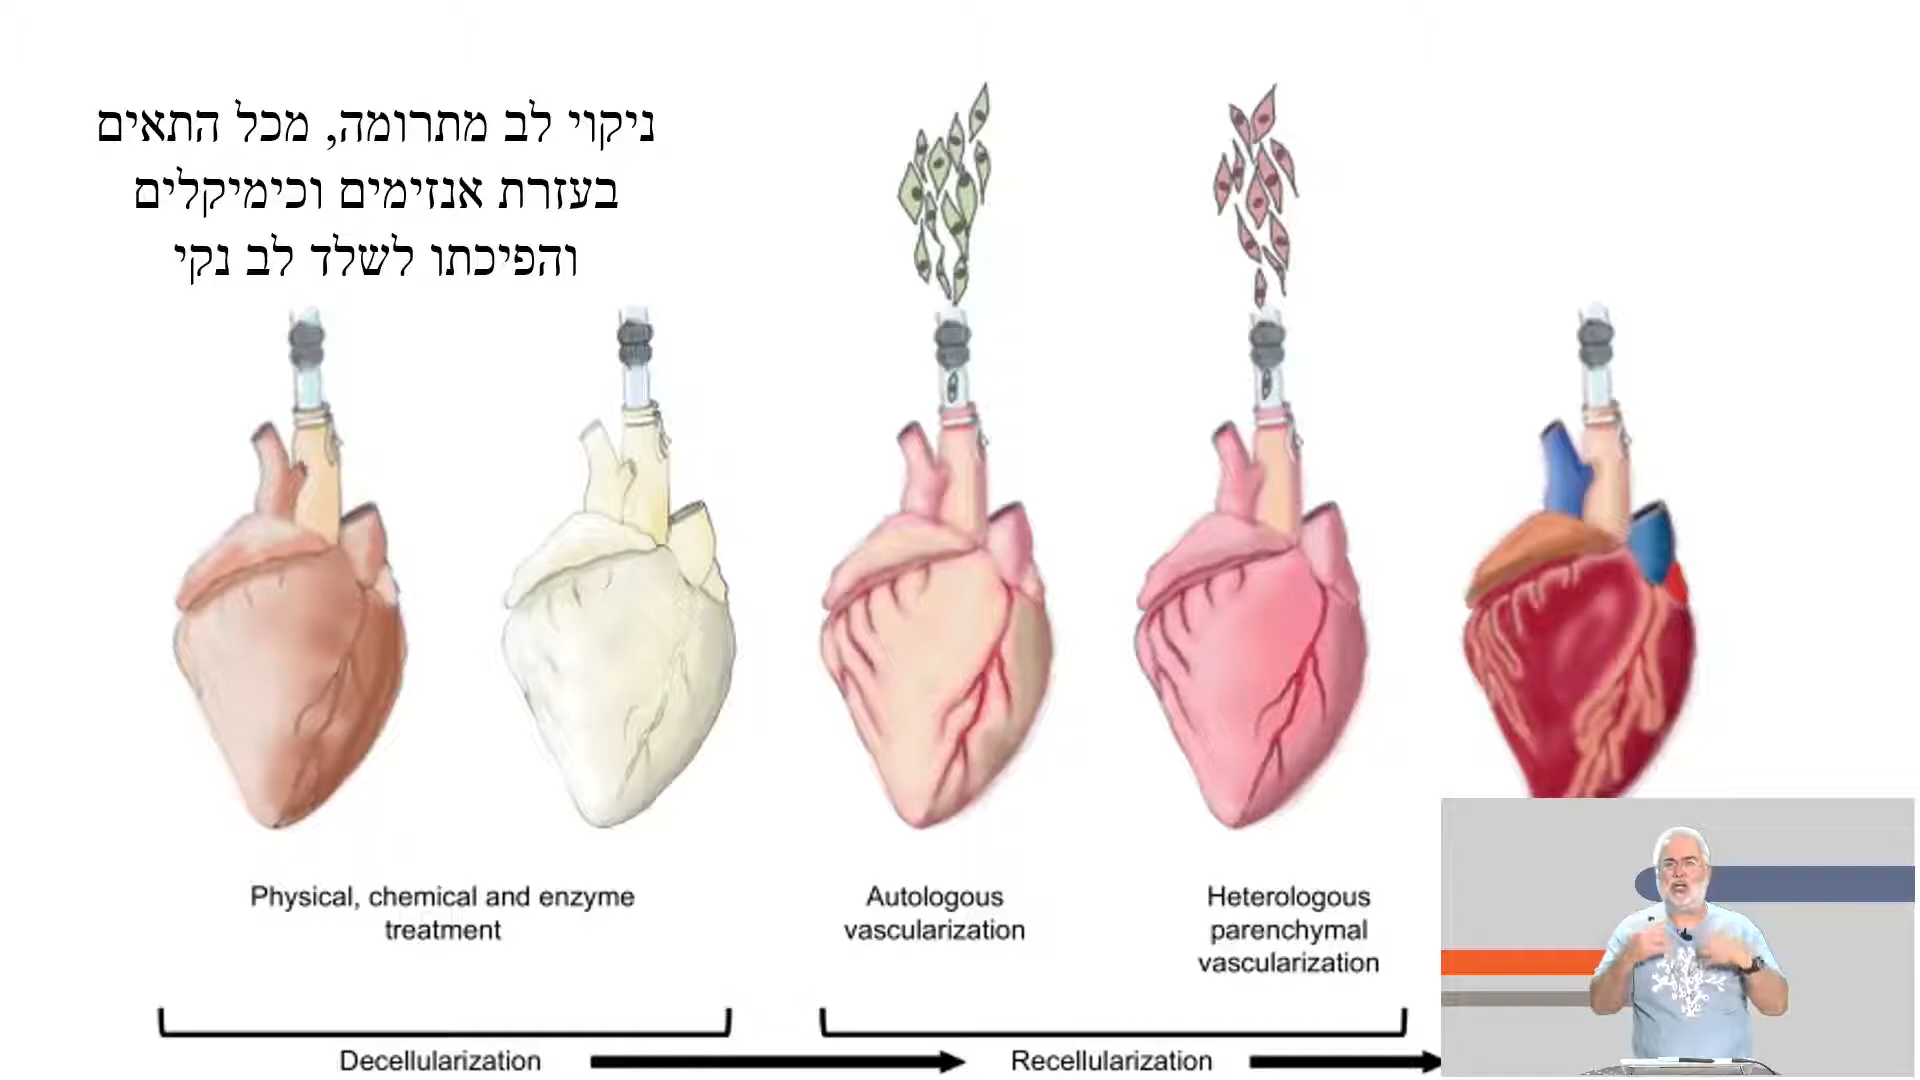 ניקוי לב מתרומה, מכל התאים
בעזרת אנזימים וכימיקלים
והפיכתו לשלד לב נקי
Physical, chemical and enzyme
treatment
Autologous
vascularization
Heterologous
parenchymal
vascularization
Decellularization
Recellularization